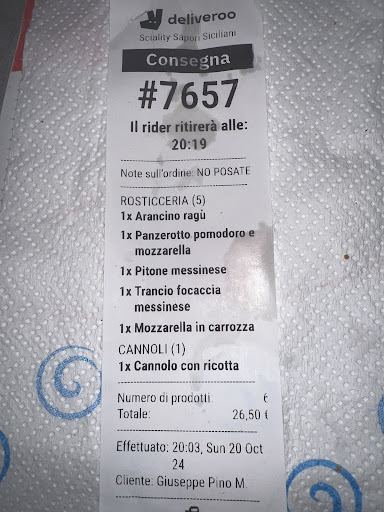 deliveroo
Sciality Sapori Siciliani
Consegna
#7657
Il rider ritirerà alle:
20:19
Note sull'ordine: NO POSATE
ROSTICCERIA (5)
1x Arancino ragù
1x Panzerotto pomodoro e
mozzarella
1x Pitone messinese
1x Trancio focaccia
messinese
1x Mozzarella in carrozza
CANNOLI (1)
1x Cannolo con ricotta
Numero di prodotti: 6
Totale: 26,50 €
Effettuato: 20:03, Sun 20 Oct
24
Cliente: Giuseppe Pino M.